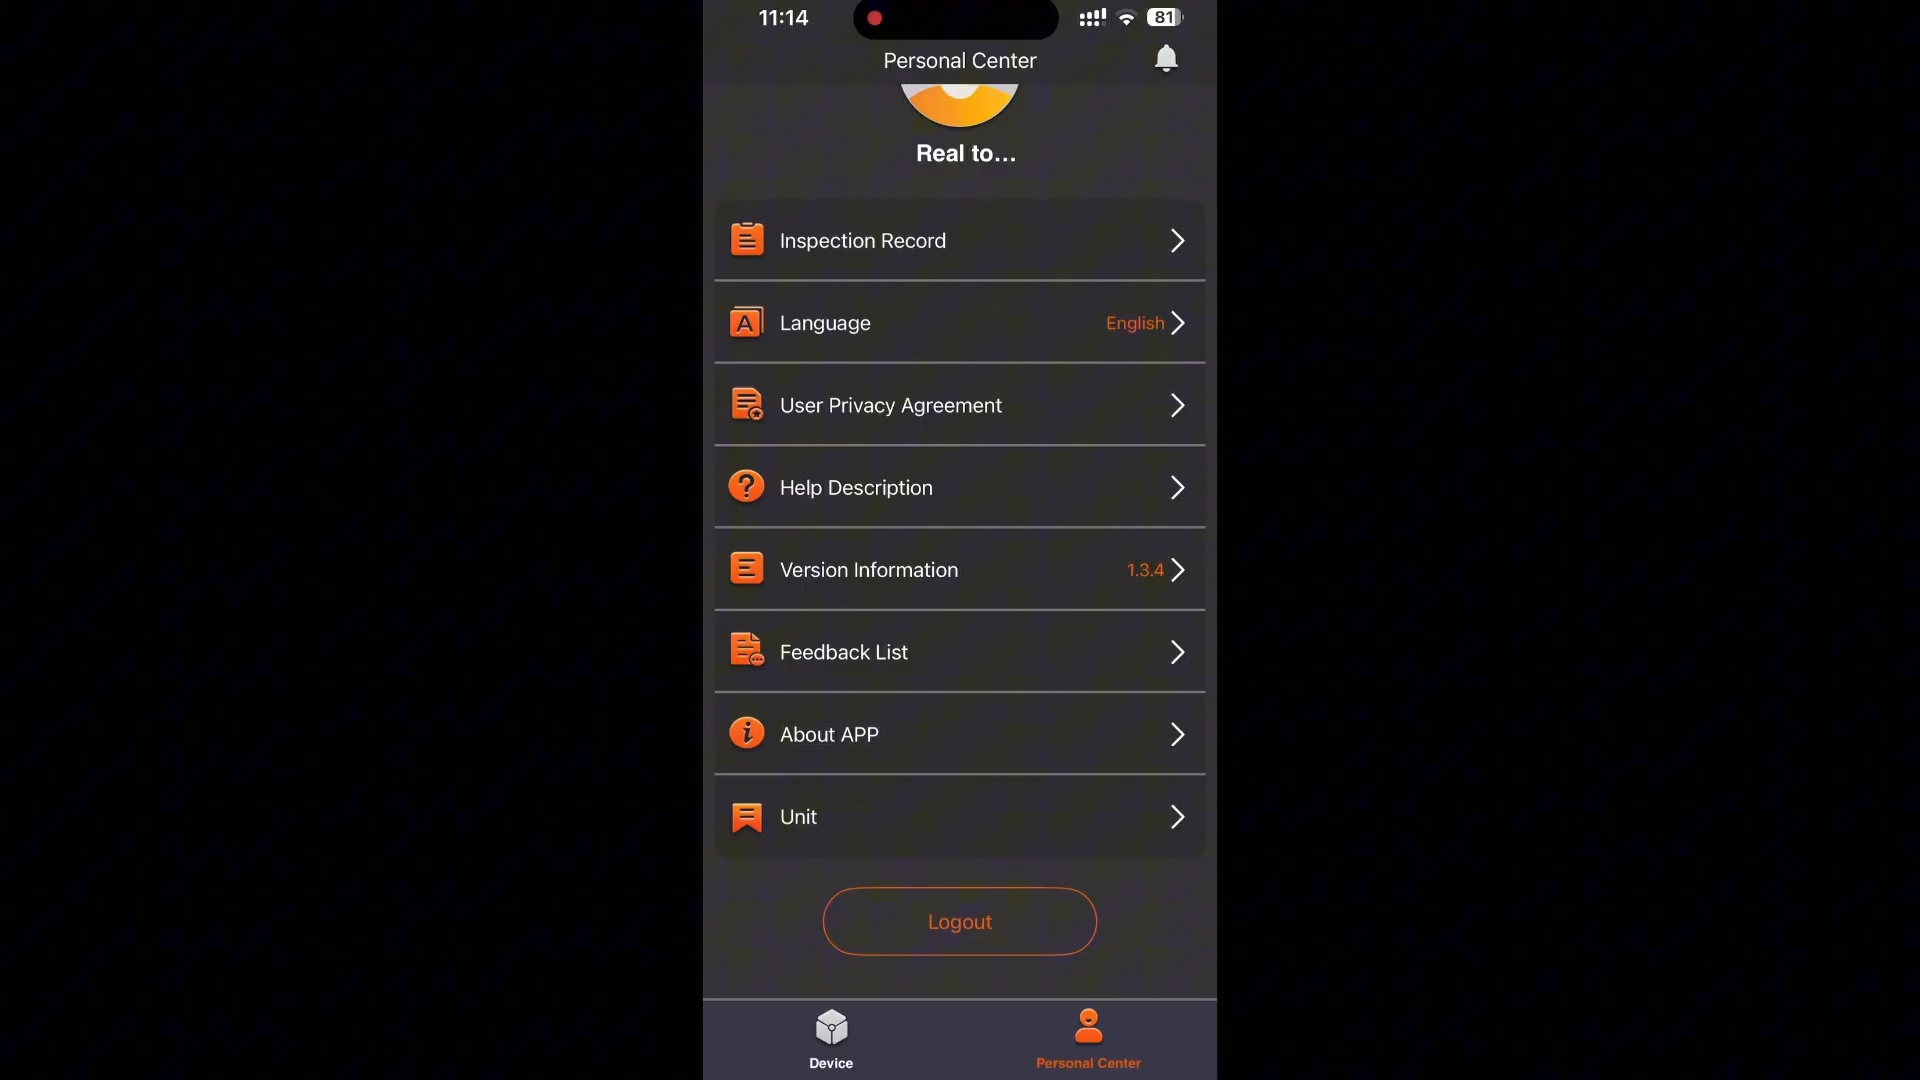 11:14
81
Personal Center
Real to...
Inspection Record
Language English
User Privacy Agreement
Help Description
Version Information 1.3.4
Feedback List
About APP
Unit
Logout
Device Personal Center